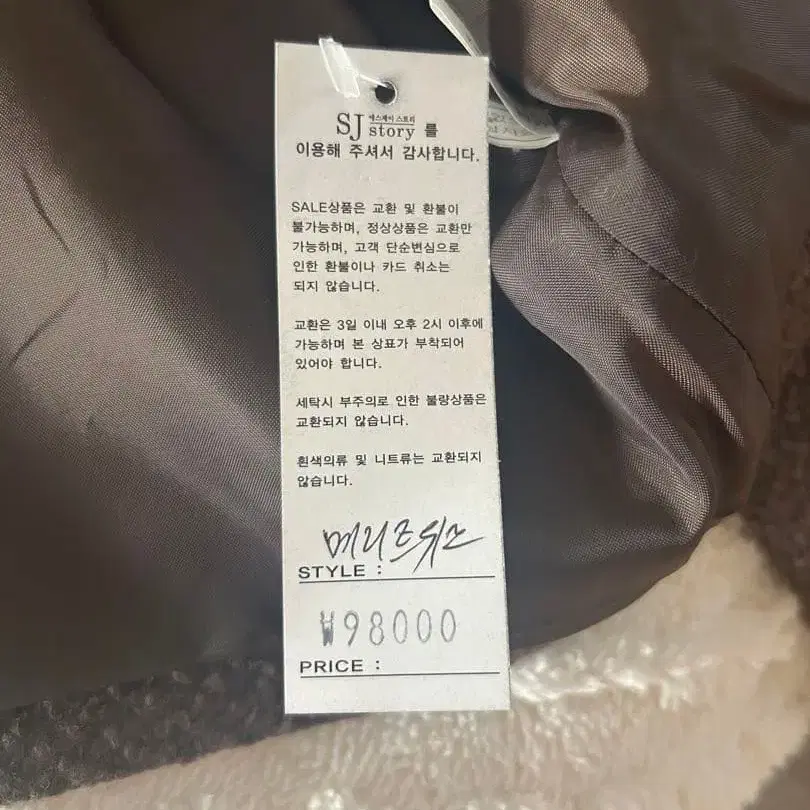 에스제이 스토리
SJ story 를
이용해 주셔서 감사합니다.
SALE상품은 교환 및 환불이
불가능하며, 정상상품은 교환만
가능하며, 고객 단순변심으로
인한 환불이나 카드 취소는
되지 않습니다.
교환은 3일 이내 오후 2시 이후에
가능하며 본 상표가 부착되어
있어야 합니다.
세탁시 부주의로 인한 불량상품은
교환되지 않습니다.
흰색의류 및 니트류는 교환되지
않습니다.
STYLE :
₩98000
PRICE :